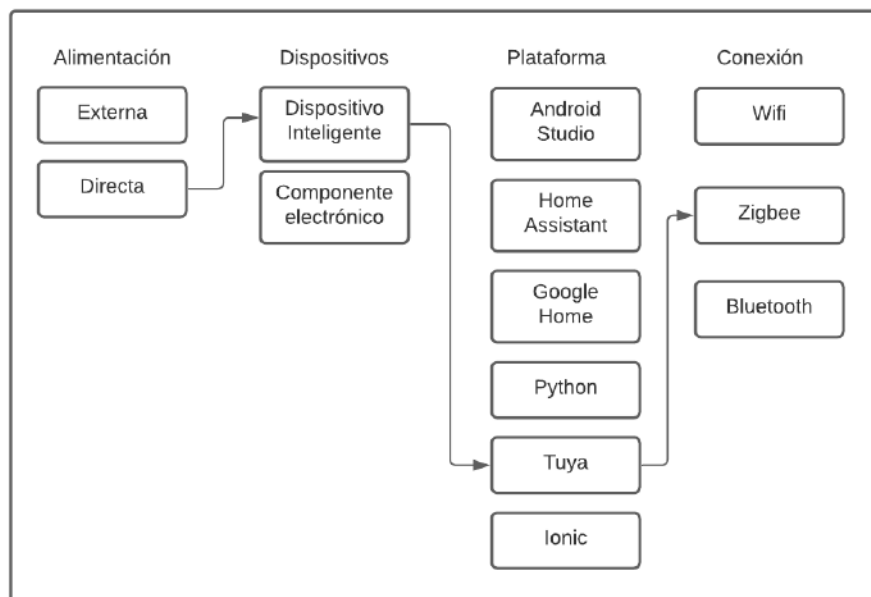 Alimentación
Dispositivos
Plataforma
Conexión
Externa
Directa
Dispositivo
Inteligente
Componente
electrónico
Android
Studio
Home
Assistant
Google
Home
Python
Tuya
Ionic
Wifi
Zigbee
Bluetooth